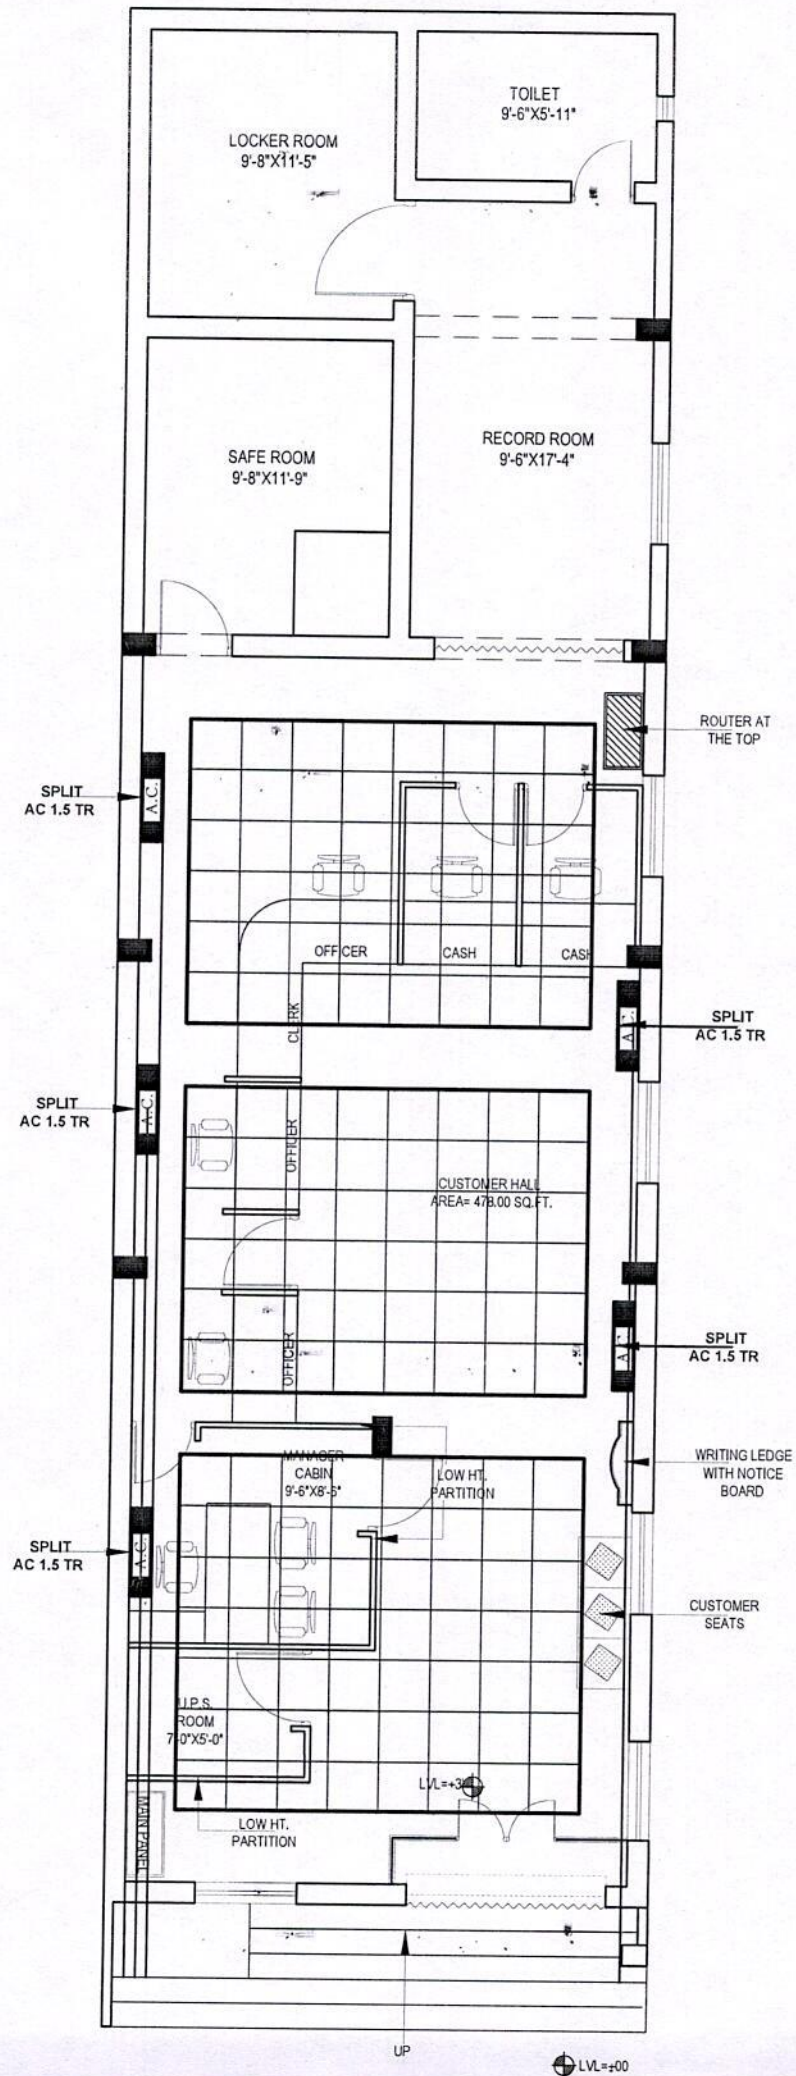 TOILET
9'-6"X5'-11"
LOCKER ROOM
9'-8"X11'-5"
RECORD ROOM
9'-6"X17'-4"
SAFE ROOM
9'-8"X11'-9"
ROUTER AT
THE TOP
SPLIT
AC 1.5 TR
A.C.
OFFICER
CASH
CASH
CLERK
SPLIT
AC 1.5 TR
A.C.
SPLIT
AC 1.5 TR
A.C.
OFFICER
CUSTOMER HALL
AREA= 478.00 SQ.FT.
SPLIT
AC 1.5 TR
A.C.
OFFICER
MANAGER
CABIN
9'-6"X8'-6"
LOW HT.
PARTITION
WRITING LEDGE
WITH NOTICE
BOARD
SPLIT
AC 1.5 TR
A.C.
CUSTOMER
SEATS
U.P.S.
ROOM
7'-0"X5'-0"
LVL=+3
LOW HT.
PARTITION
MAIN PANEL
UP
LVL=±00